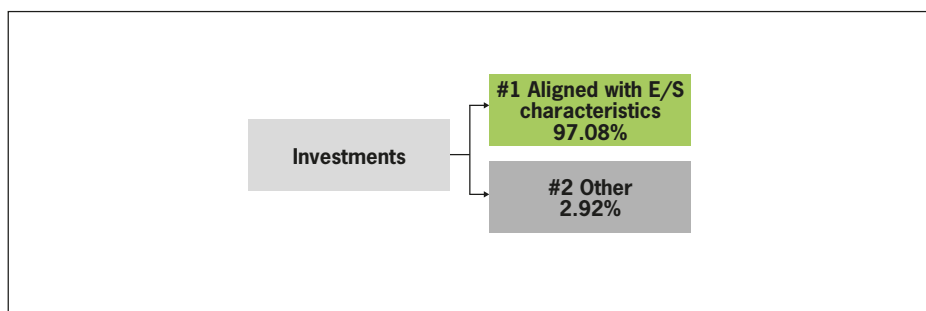 #1 Aligned with E/S
characteristics
97.08%
Investments
#2 Other
2.92%